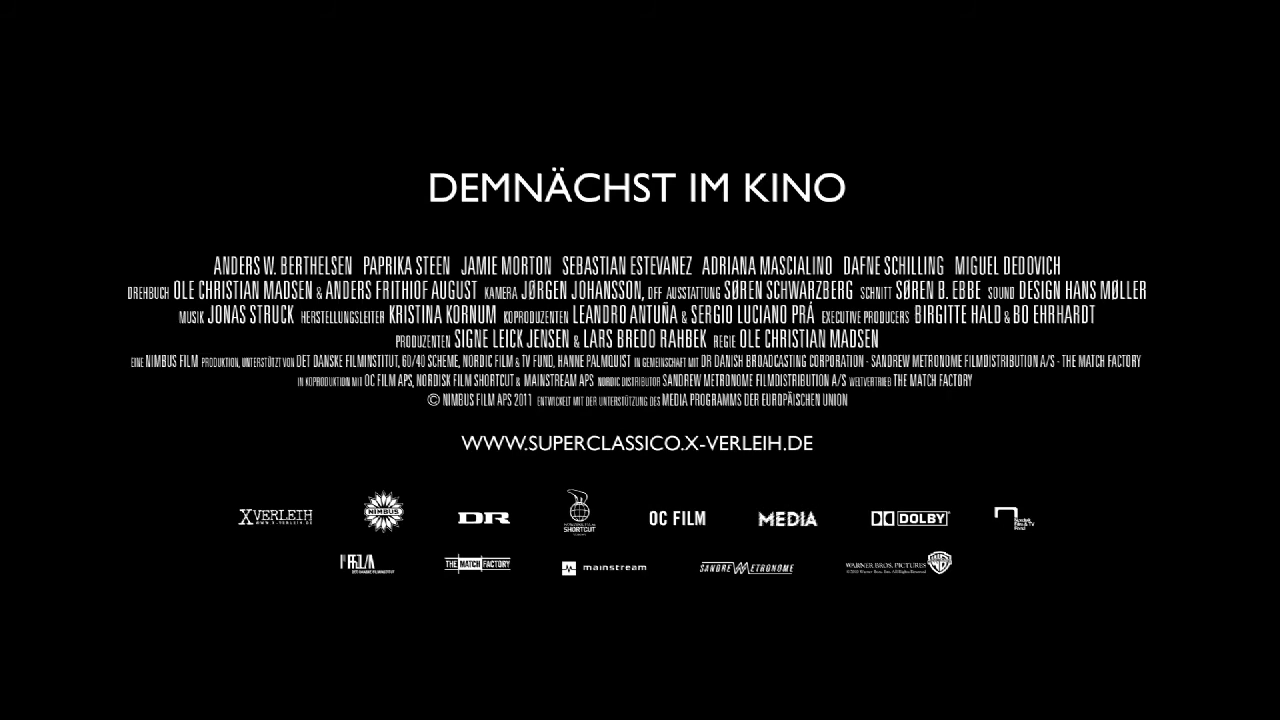 DEMNÄCHST IM KINO
ANDERS W. BERTHELSEN PAPRIKA STEEN JAMIE MORTON SEBASTIAN ESTEVANEZ ADRIANA MASCIALINO DAFNE SCHILLING MIGUEL DEDOVICH
DREHBUCH OLE CHRISTIAN MADSEN & ANDERS FRITHIOF AUGUST KAMERA JØRGEN JOHANSSON, DFF AUSSTATTUNG SØREN SCHWARZBERG SCHNITT SØREN B. EBBE SOUND DESIGN HANS MØLLER
MUSIK JONAS STRUCK HERSTELLUNGSLEITER KRISTINA KORNUM KOPRODUZENTEN LEANDRO ANTUÑA & SERGIO LUCIANO PRÁ EXECUTIVE PRODUCERS BIRGITTE HALD & BO EHRHARDT
PRODUZENTEN SIGNE LEICK JENSEN & LARS BREDO RAHBEK REGIE OLE CHRISTIAN MADSEN
EINE NIMBUS FILM PRODUKTION, UNTERSTÜTZT VON DET DANSKE FILMINSTITUT, 60/40 SCHEME, NORDIC FILM & TV FUND, HANNE PALMQUIST IN GEMEINSCHAFT MIT DR DANISH BROADCASTING CORPORATION - SANDREW METRONOME FILMDISTRIBUTION A/S - THE MATCH FACTORY
IN KOPRODUKTION MIT OC FILM APS, NORDISK FILM SHORTCUT & MAINSTREAM APS NORDIC DISTRIBUTOR SANDREW METRONOME FILMDISTRIBUTION A/S WELTVERTRIEB THE MATCH FACTORY
© NIMBUS FILM APS 2011 ENTWICKELT MIT DER UNTERSTÜTZUNG DES MEDIA PROGRAMMS DER EUROPÄISCHEN UNION
WWW.SUPERCLASSICO.X-VERLEIH.DE
X VERLEIH NIMBUS DR SHORTCUT OC FILM MEDIA DOLBY
WWW.X-VERLEIH.DE
THE MATCH FACTORY mainstream SANDREW METRONOME WARNER BROS. PICTURES
DET DANSKE FILMINSTITUT